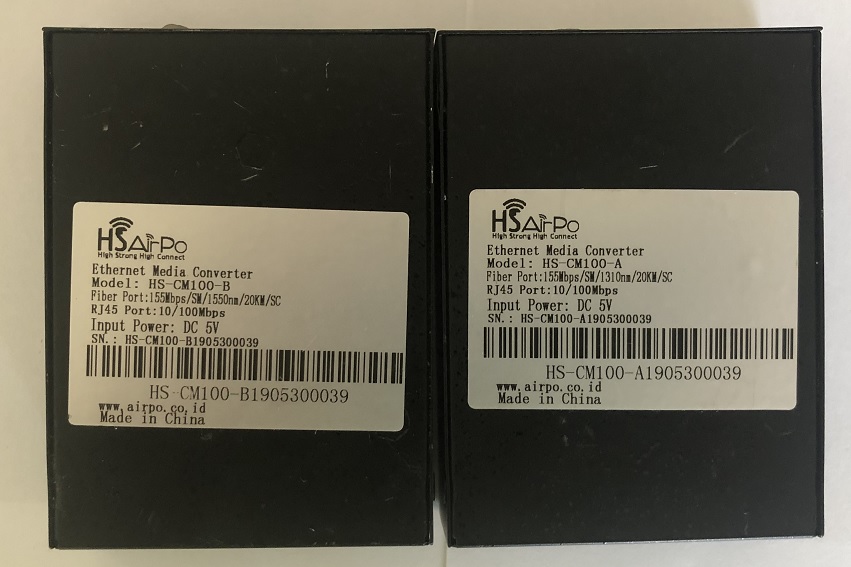 HSAirPo
High Strong High Connect
Ethernet Media Converter
Model: HS-CM100-B
Fiber Port:155Mbps/SM/1550nm/20KM/SC
RJ45 Port:10/100Mbps
Input Power: DC 5V
SN.: HS-CM100-B1905300039
HS-CM100-B1905300039
www.airpo.co.id
Made in China
HSAirPo
High Strong High Connect
Ethernet Media Converter
Model: HS-CM100-A
Fiber Port:155Mbps/SM/1310nm/20KM/SC
RJ45 Port:10/100Mbps
Input Power: DC 5V
SN.: HS-CM100-A1905300039
HS-CM100-A1905300039
www.airpo.co.id
Made in China